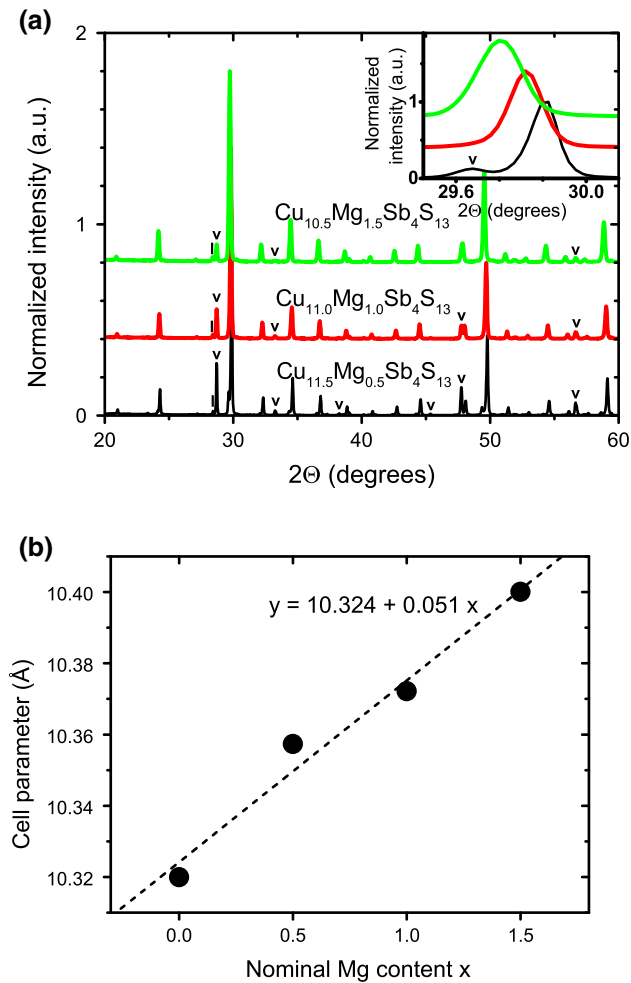 (a)
Normalized intensity (a.u.)
2
1
0
20
30
40
50
60
2Θ (degrees)
Cu10.5Mg1.5Sb4S13
Cu11.0Mg1.0Sb4S13
Cu11.5Mg0.5Sb4S13
v
v
v
v
v
v
v
v
v
v
v
v
v
v
Normalized
intensity (a.u.)
1
0
v
29.6
30.0
2Θ (degrees)
(b)
Cell parameter (Å)
10.40
10.38
10.36
10.34
10.32
y = 10.324 + 0.051 x
0.0
0.5
1.0
1.5
Nominal Mg content x